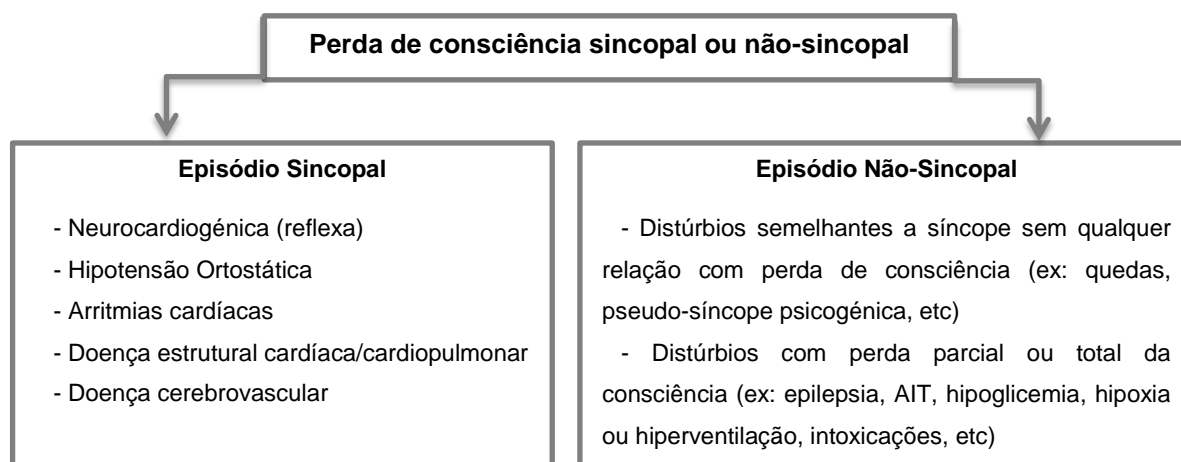 Perda de consciência sincopal ou não-sincopal
Episódio Sincopal
- Neurocardiogénica (reflexa)
- Hipotensão Ortostática
- Arritmias cardíacas
- Doença estrutural cardíaca/cardiopulmonar
- Doença cerebrovascular
Episódio Não-Sincopal
- Distúrbios semelhantes a síncope sem qualquer
relação com perda de consciência (ex: quedas,
pseudo-síncope psicogénica, etc)
- Distúrbios com perda parcial ou total da
consciência (ex: epilepsia, AIT, hipoglicemia, hipoxia
ou hiperventilação, intoxicações, etc)